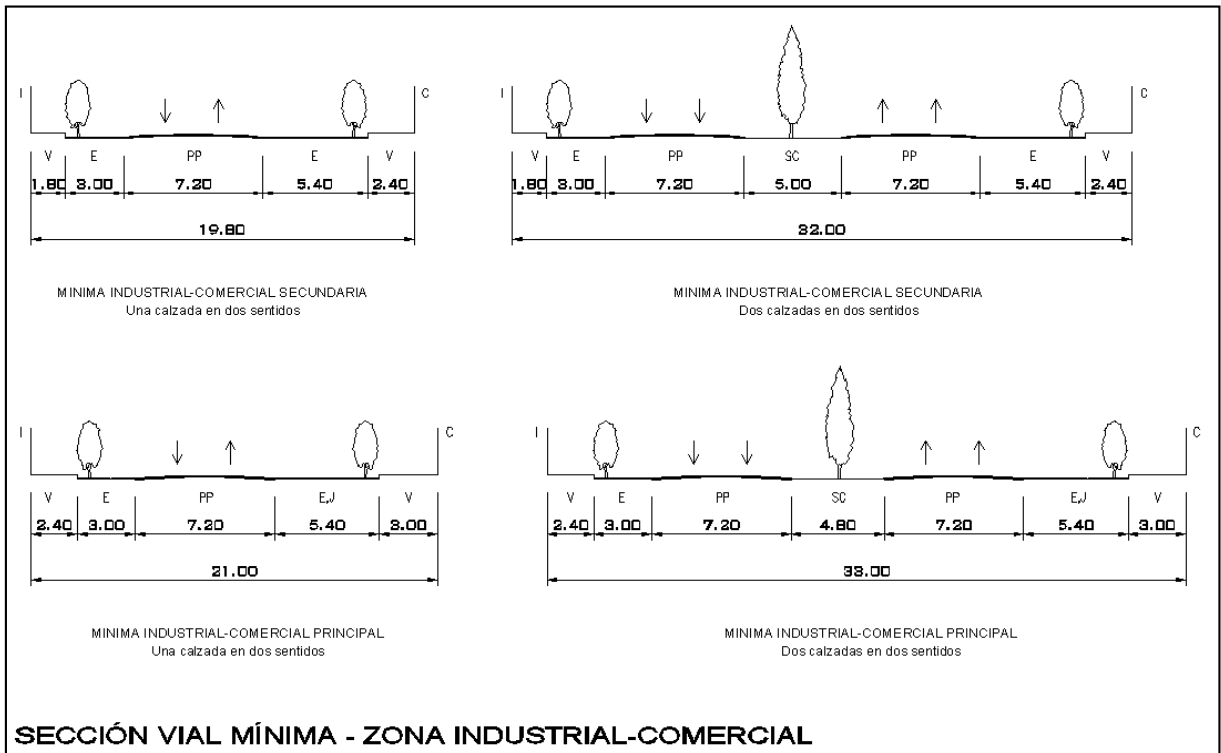 I C I C
V E PP E V V E PP SC PP E V
1.80 3.00 7.20 5.40 2.40 1.80 3.00 7.20 5.00 7.20 5.40 2.40
19.80 32.00
MINIMA INDUSTRIAL-COMERCIAL SECUNDARIA
Una calzada en dos sentidos
MINIMA INDUSTRIAL-COMERCIAL SECUNDARIA
Dos calzadas en dos sentidos
I C I C
V E PP E,J V V E PP SC PP E,J V
2.40 3.00 7.20 5.40 3.00 2.40 3.00 7.20 4.80 7.20 5.40 3.00
21.00 33.00
MINIMA INDUSTRIAL-COMERCIAL PRINCIPAL
Una calzada en dos sentidos
MINIMA INDUSTRIAL-COMERCIAL PRINCIPAL
Dos calzadas en dos sentidos
SECCIÓN VIAL MÍNIMA - ZONA INDUSTRIAL-COMERCIAL